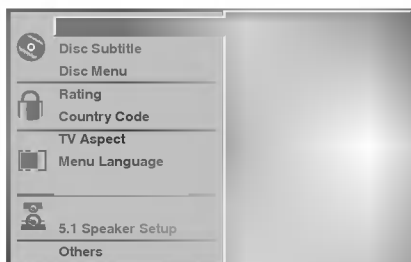 Disc Subtitle
Disc Menu
Rating
Country Code
TV Aspect
Menu Language
5.1 Speaker Setup
Others